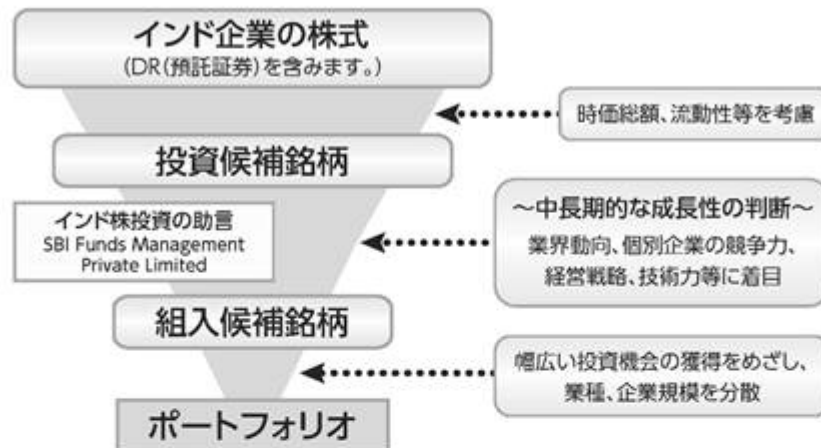 インド企業の株式
(DR(預託証券)を含みます。)
時価総額、流動性等を考慮
投資候補銘柄
インド株投資の助言
SBI Funds Management
Private Limited
～中長期的な成長性の判断～
業界動向、個別企業の競争力、
経営戦略、技術力等に着目
組入候補銘柄
幅広い投資機会の獲得をめざし、
業種、企業規模を分散
ポートフォリオ